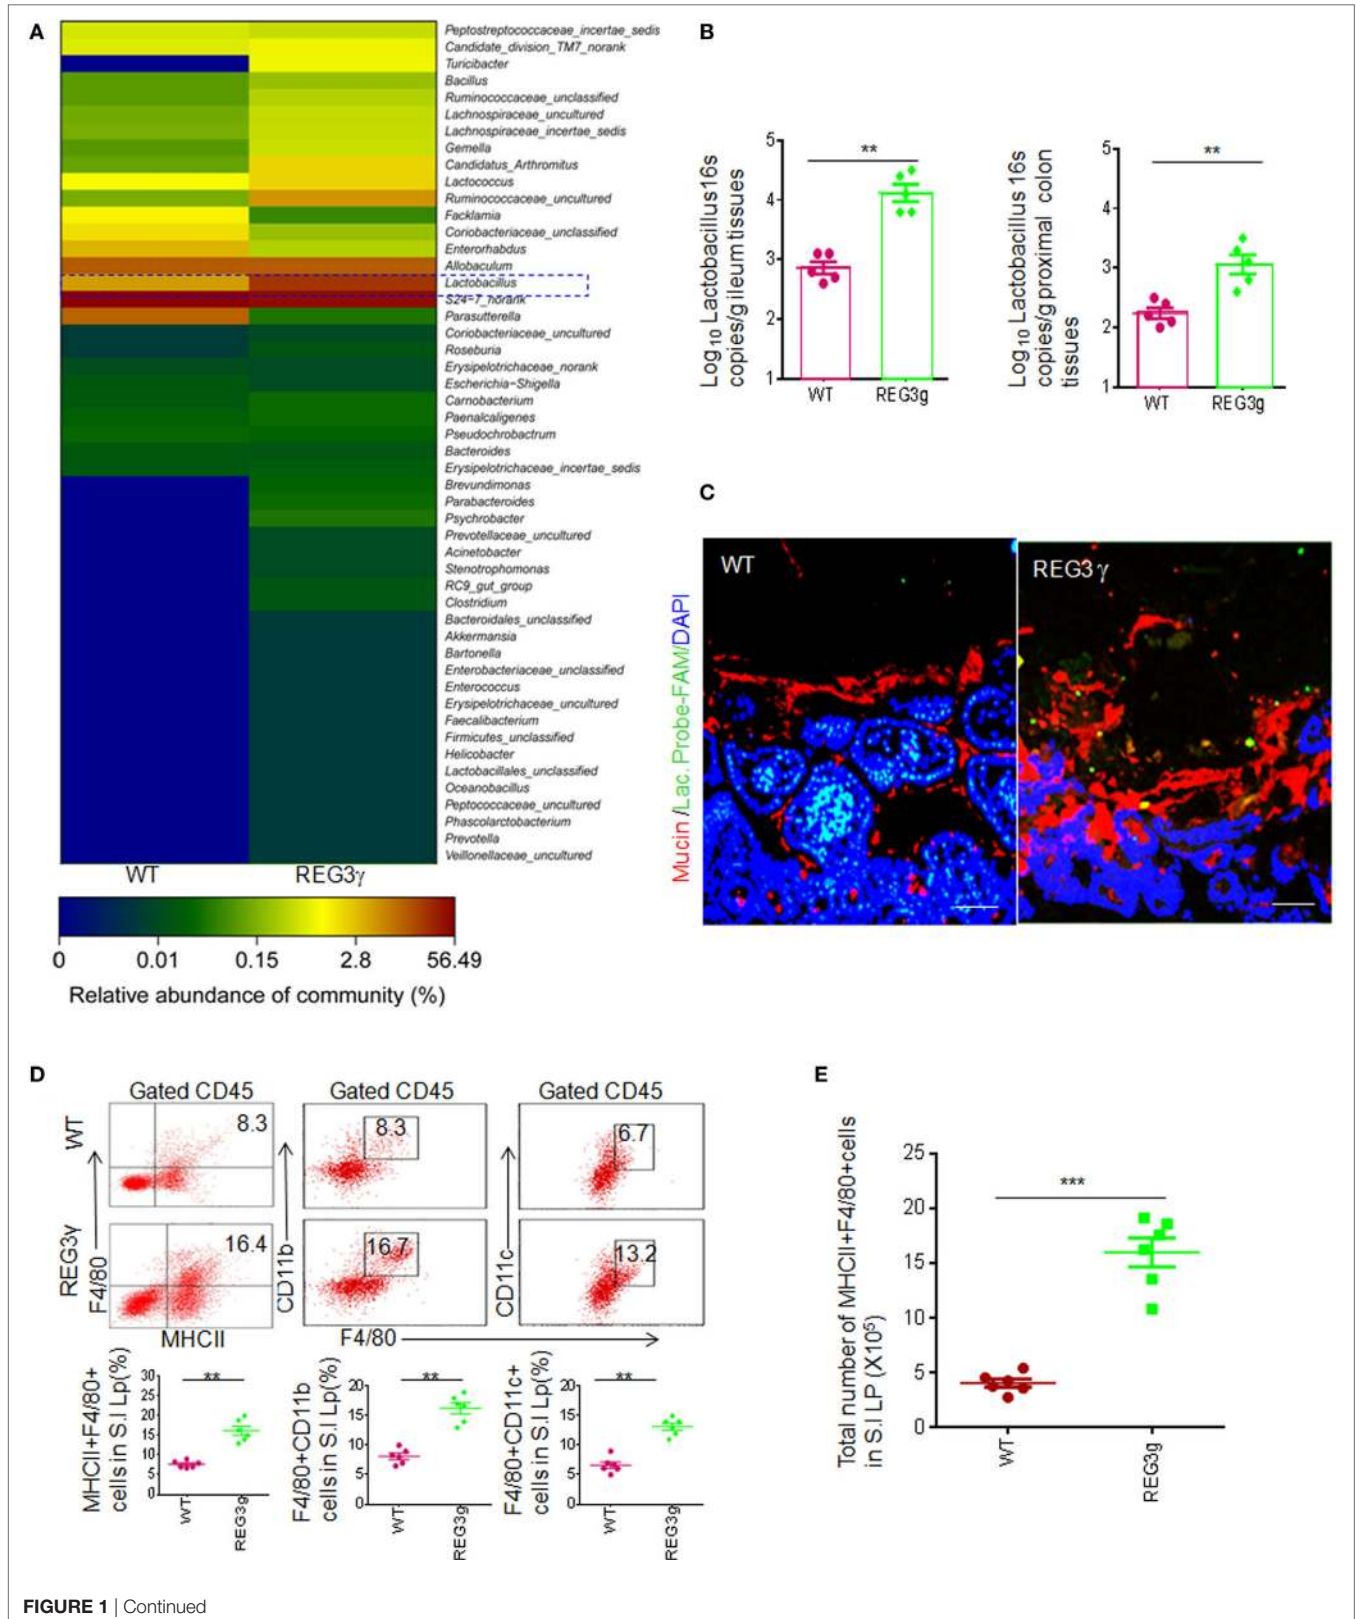 A
Peptostreptococcaceae_incertae_sedis
Candidate_division_TM7_norank
Turicibacter
Bacillus
Ruminococcaceae_unclassified
Lachnospiraceae_uncultured
Lachnospiraceae_incertae_sedis
Gemella
Candidatus_Arthromitus
Lactococcus
Ruminococcaceae_uncultured
Facklamia
Coriobacteriaceae_unclassified
Enterorhabdus
Allobaculum
Lactobacillus
S24-7_norank
Parasutterella
Coriobacteriaceae_uncultured
Roseburia
Erysipelotrichaceae_norank
Escherichia-Shigella
Carnobacterium
Paenalcaligenes
Pseudochrobactrum
Bacteroides
Erysipelotrichaceae_incertae_sedis
Brevundimonas
Parabacteroides
Psychrobacter
Prevotellaceae_uncultured
Acinetobacter
Stenotrophomonas
RC9_gut_group
Clostridium
Bacteroidales_unclassified
Akkermansia
Bartonella
Enterobacteriaceae_unclassified
Enterococcus
Erysipelotrichaceae_uncultured
Faecalibacterium
Firmicutes_unclassified
Helicobacter
Lactobacillales_unclassified
Oceanobacillus
Peptococcaceae_uncultured
Phascolarctobacterium
Prevotella
Veillonellaceae_uncultured
WT REG3γ
0 0.01 0.15 2.8 56.49
Relative abundance of community (%)
B
Log10 Lactobacillus16s
copies/g ileum tissues
5
4
3
2
1
**
WT REG3g
Log10 Lactobacillus 16s
copies/g proximal colon
tissues
5
4
3
2
1
**
WT REG3g
C
Mucin /Lac. Probe-FAM/DAPI
WT
REG3 γ
D
Gated CD45 Gated CD45 Gated CD45
WT
8.3 8.3 6.7
REG3γ
16.4 16.7 13.2
F4/80
CD11b
CD11c
MHCII F4/80
MHCII+F4/80+
cells in S.I Lp(%)
30
25
20
15
10
5
0
**
WT REG3g
F4/80+CD11b
cells in S.I Lp(%)
20
15
10
5
0
**
WT REG3g
F4/80+CD11c+
cells in S.I Lp(%)
20
15
10
5
0
**
WT REG3g
E
Total number of MHCII+F4/80+cells
in S.I LP (X10⁵)
25
20
15
10
5
0
***
WT REG3g
FIGURE 1 | Continued